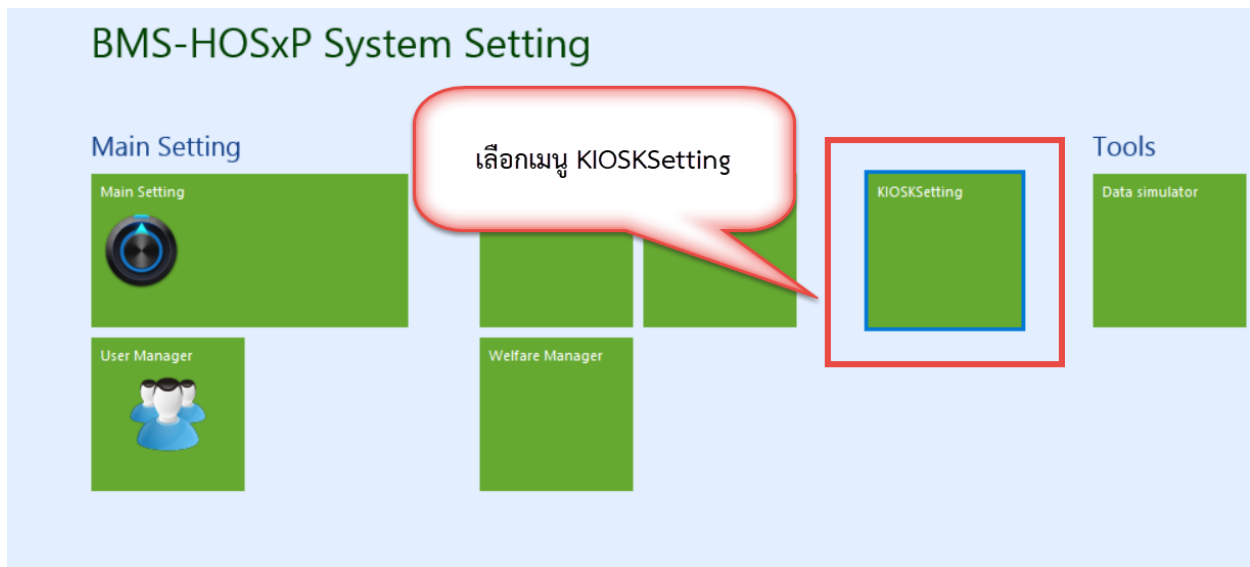 BMS-HOSxP System Setting
Main Setting
Tools
เลือกเมนู KIOSKSetting
Main Setting
KIOSKSetting
Data simulator
User Manager
Welfare Manager